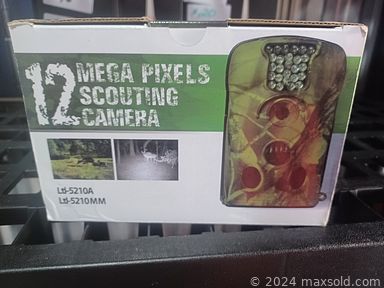 12 MEGA PIXELS
SCOUTING
CAMERA
Ltl-5210A
Ltl-5210MM
© 2024 maxsold.com